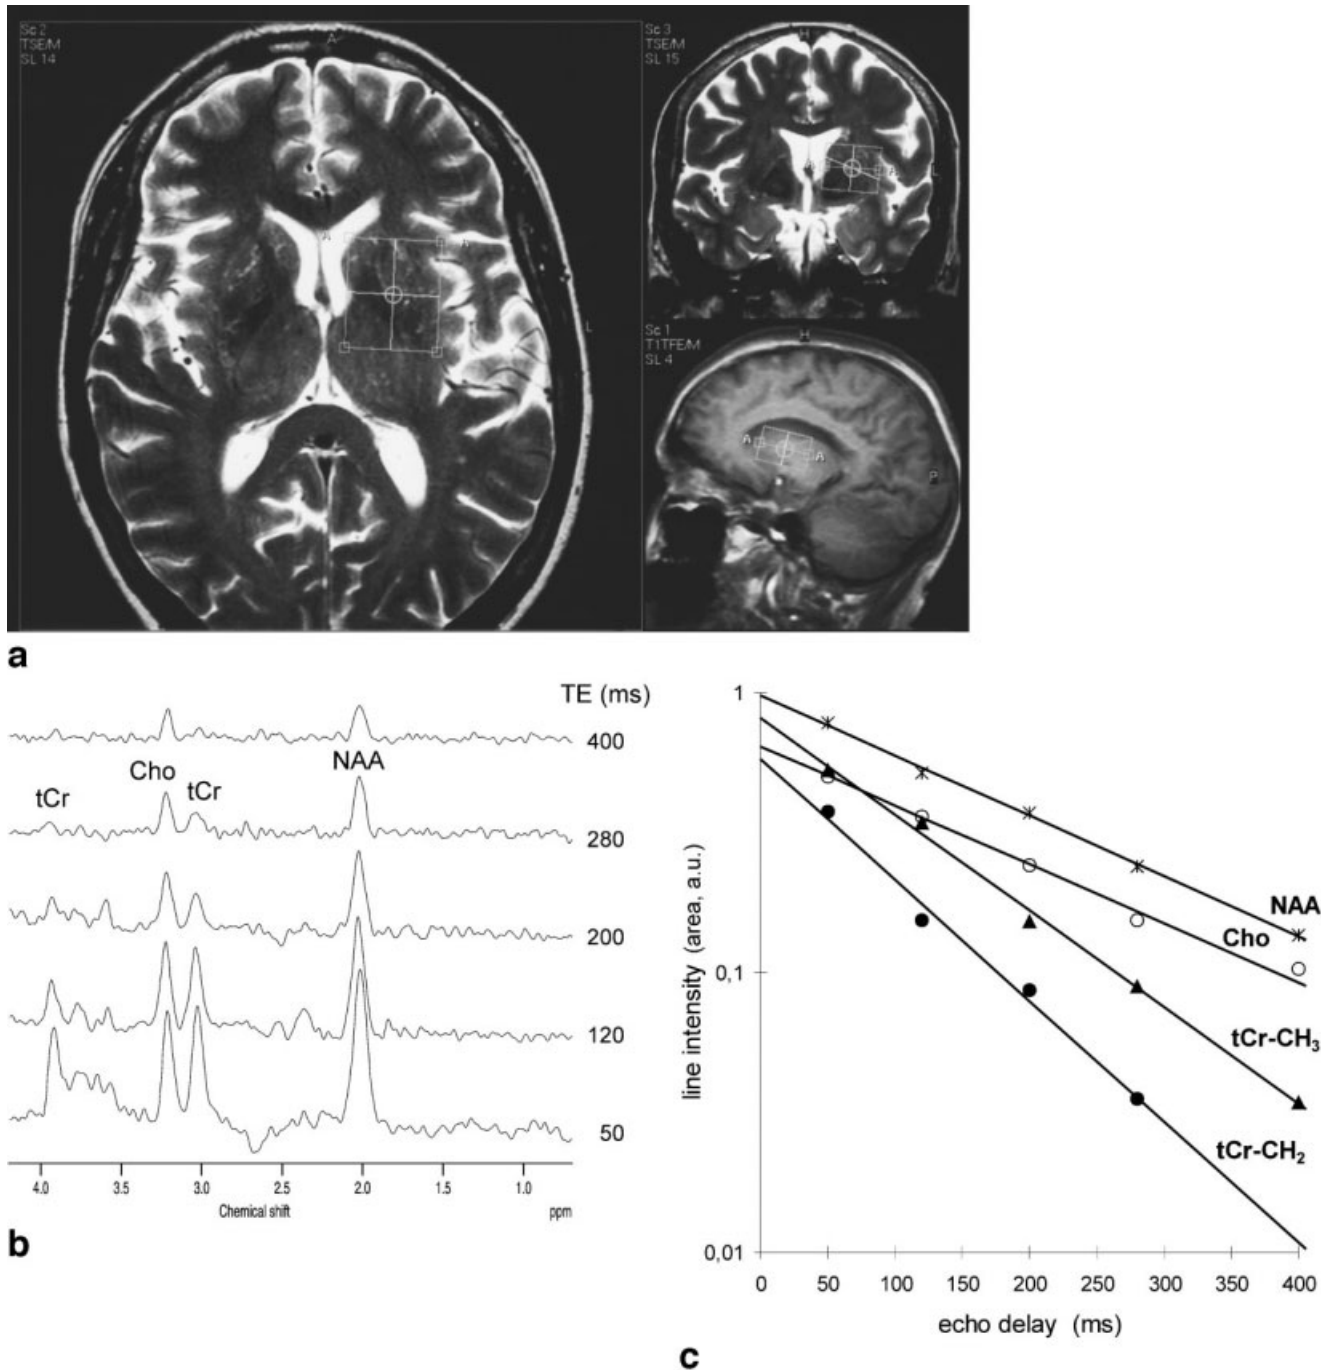 Sc 2
TSE/M
SL 14
A
A
A
L
Sc 3
TSE/M
SL 15
H
A
A
L
Sc 1
T1TFE/M
SL 4
H
A
A
P
a
TE (ms)
400
Cho
NAA
tCr
tCr
280
200
120
50
4.0 3.5 3.0 2.5 2.0 1.5 1.0
Chemical shift
ppm
b
1
0,1
0,01
line intensity (area, a.u.)
NAA
Cho
tCr-CH3
tCr-CH2
0 50 100 150 200 250 300 350 400
echo delay (ms)
c